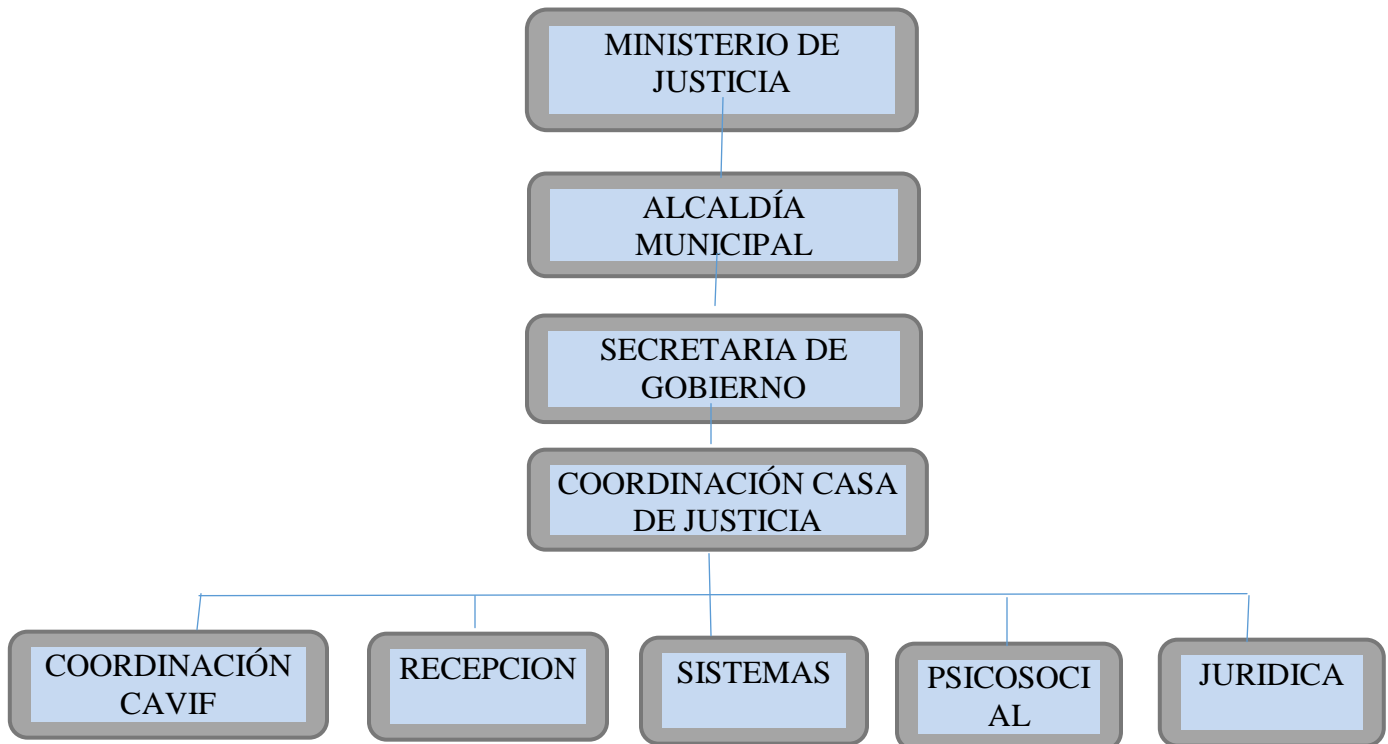 MINISTERIO DE
JUSTICIA
ALCALDÍA
MUNICIPAL
SECRETARIA DE
GOBIERNO
COORDINACIÓN CASA
DE JUSTICIA
COORDINACIÓN
CAVIF
RECEPCION
SISTEMAS
PSICOSOCI
AL
JURIDICA